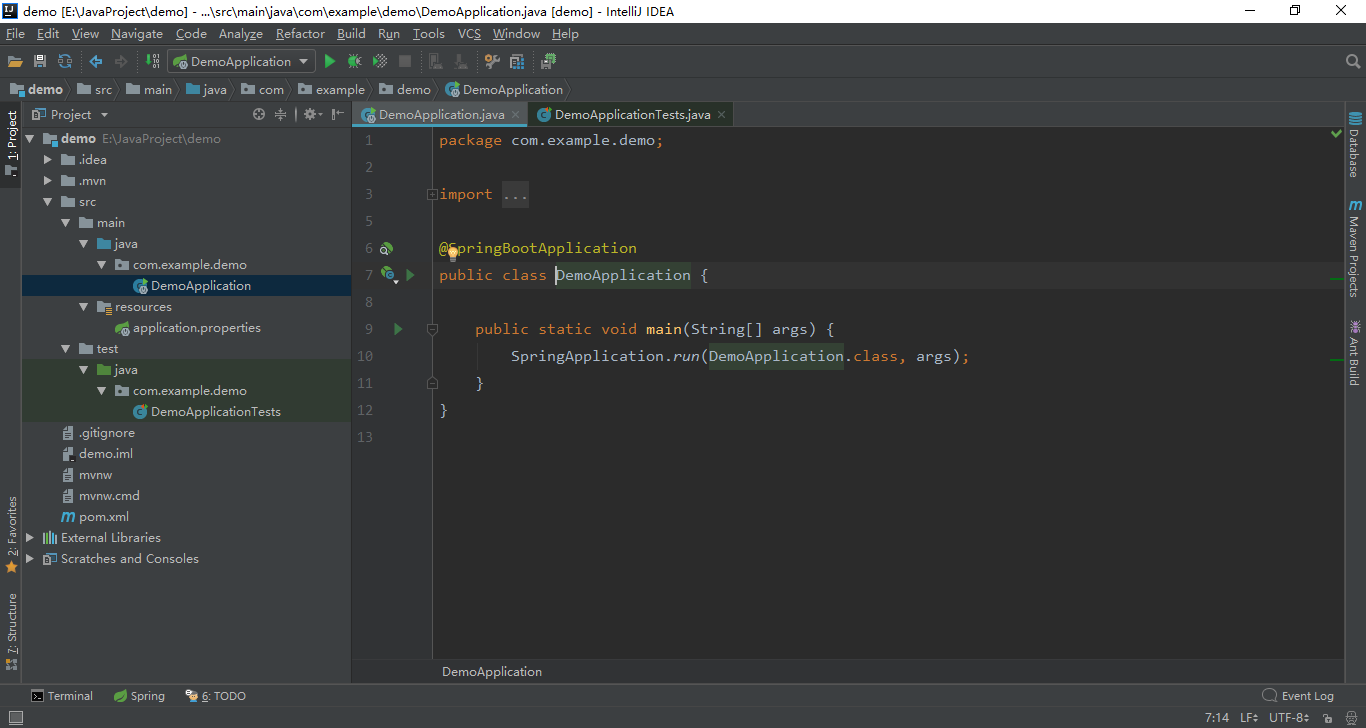 demo [E:\JavaProject\demo] - ...\src\main\java\com\example\demo\DemoApplication.java [demo] - IntelliJ IDEA
File Edit View Navigate Code Analyze Refactor Build Run Tools VCS Window Help
DemoApplication
demo src main java com example demo DemoApplication
1: Project
Project
demo E:\JavaProject\demo
.idea
.mvn
src
main
java
com.example.demo
DemoApplication
resources
application.properties
test
java
com.example.demo
DemoApplicationTests
.gitignore
demo.iml
mvnw
mvnw.cmd
pom.xml
External Libraries
Scratches and Consoles
2: Favorites
7: Structure
DemoApplication.java DemoApplicationTests.java
1 package com.example.demo;
2
3 import ...
5
6 @SpringBootApplication
7 public class DemoApplication {
8
9 public static void main(String[] args) {
10 SpringApplication.run(DemoApplication.class, args);
11 }
12 }
13
DemoApplication
Database
Maven Projects
Ant Build
Terminal Spring 6: TODO Event Log
7:14 LF UTF-8